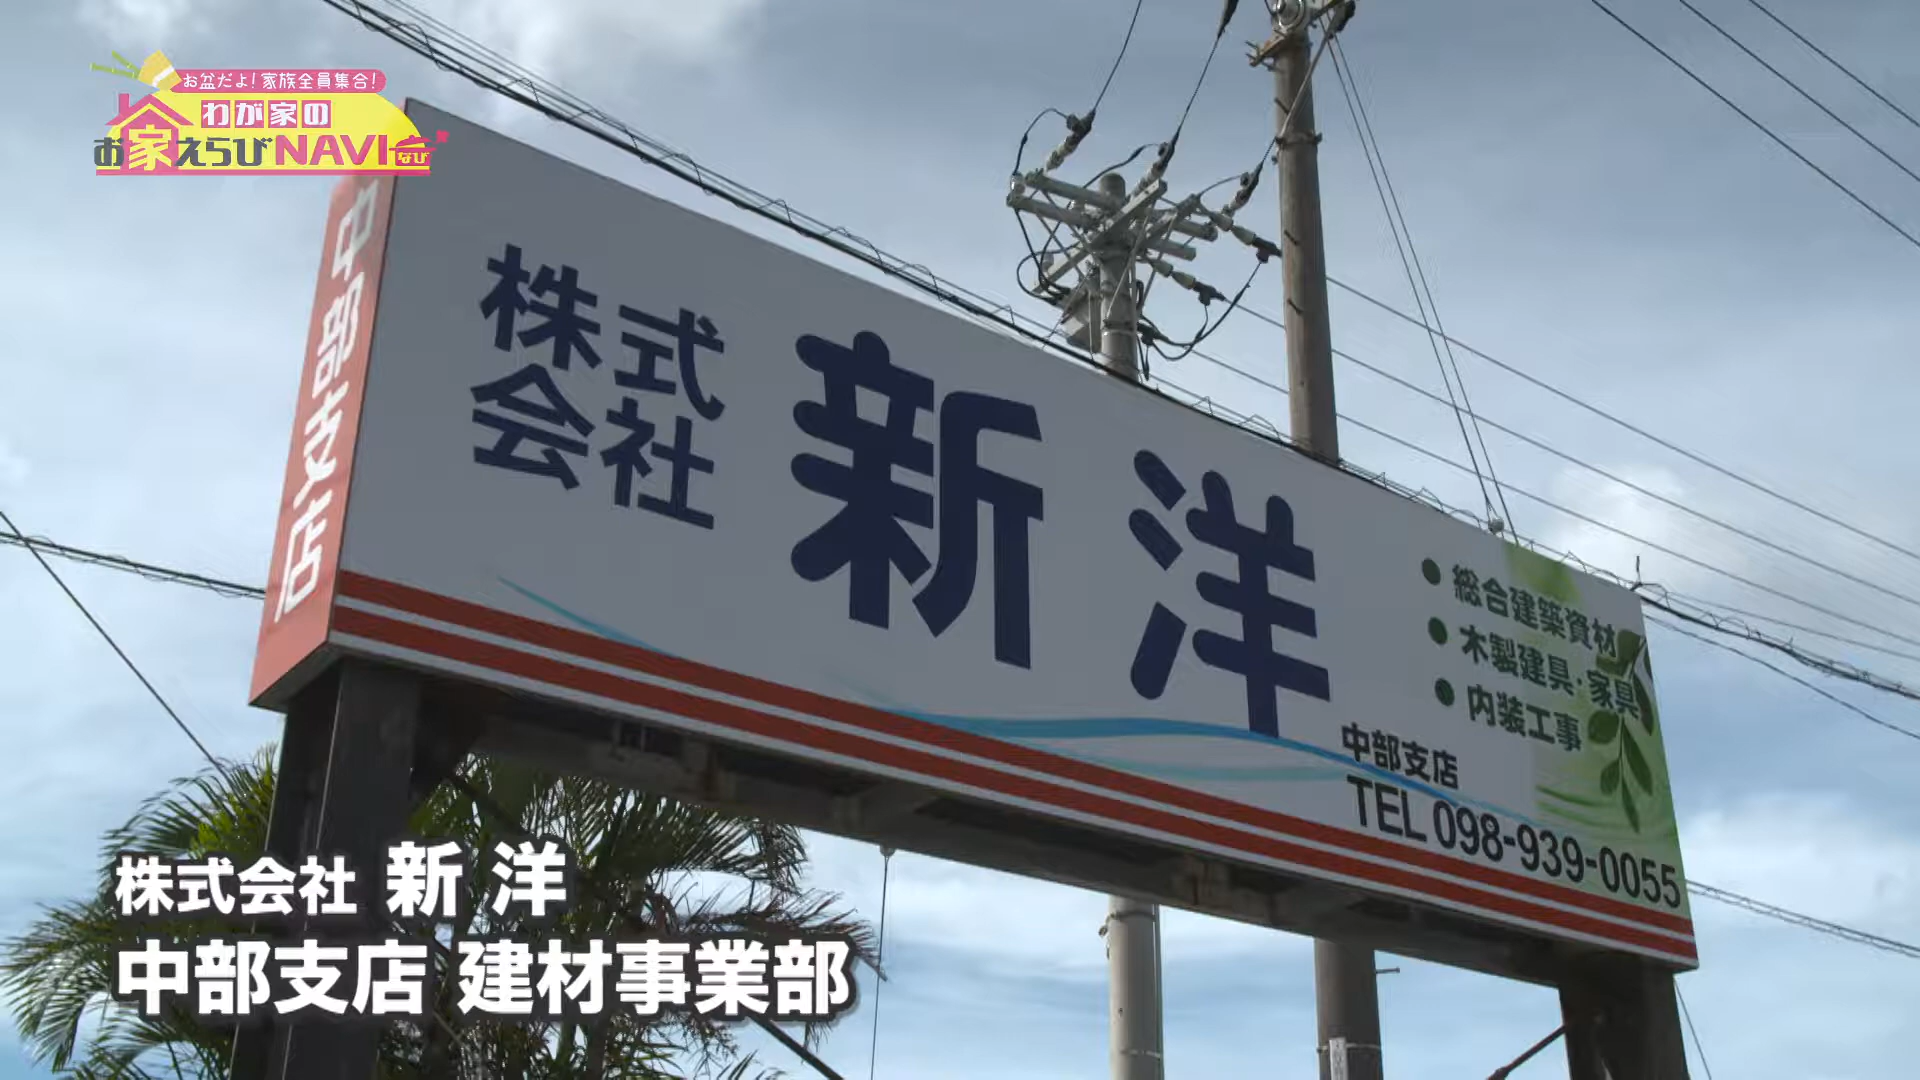 お盆だよ!家族全員集合!
わが家の
お家えらびNAVI
なび
中部支店
株式会社 新洋
総合建築資材
木製建具・家具
内装工事
中部支店
TEL 098-939-0055
株式会社 新洋
中部支店 建材事業部